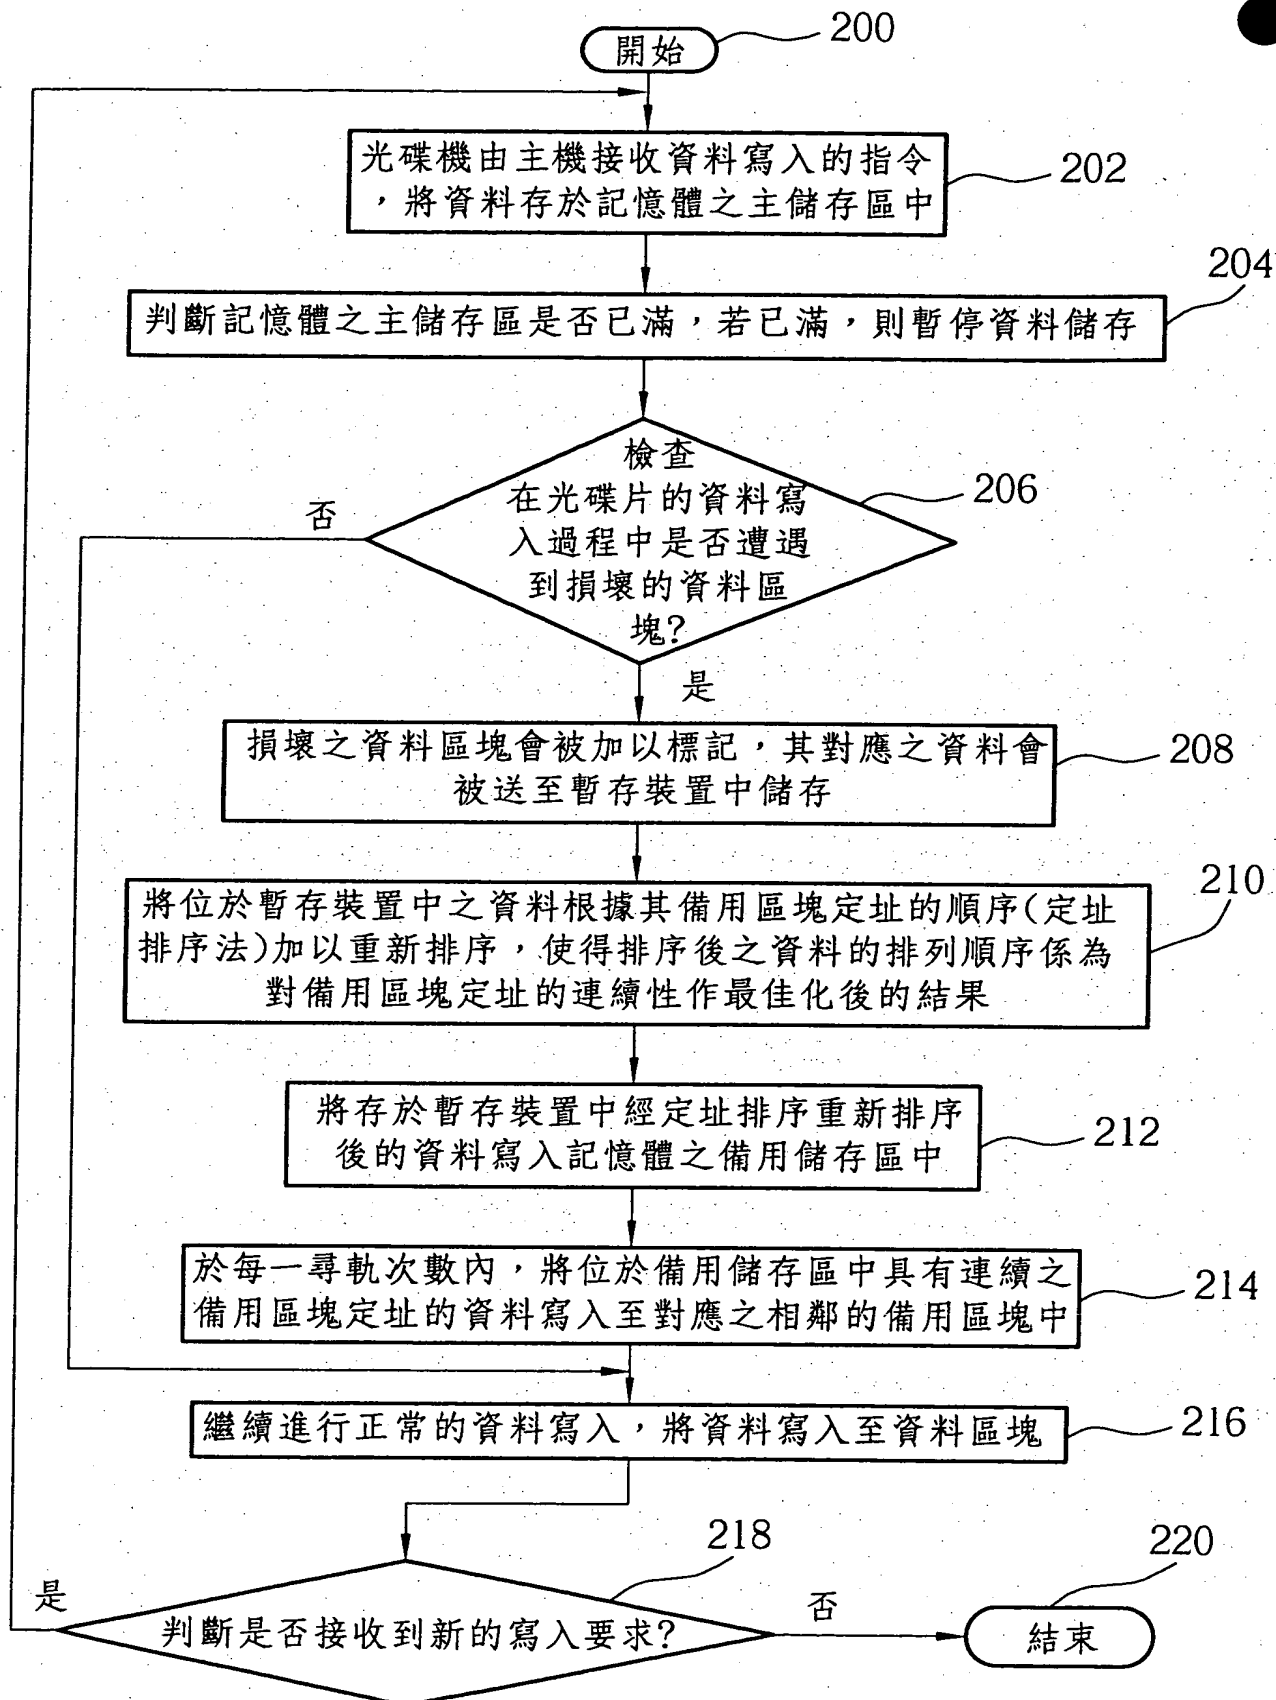 開始
200
光碟機由主機接收資料寫入的指令
，將資料存於記憶體之主儲存區中
202
204
判斷記憶體之主儲存區是否已滿，若已滿，則暫停資料儲存
檢查
在光碟片的資料寫
入過程中是否遭遇
到損壞的資料區
塊?
206
否
是
損壞之資料區塊會被加以標記，其對應之資料會
被送至暫存裝置中儲存
208
210
將位於暫存裝置中之資料根據其備用區塊定址的順序(定址
排序法)加以重新排序，使得排序後之資料的排列順序係為
對備用區塊定址的連續性作最佳化後的結果
將存於暫存裝置中經定址排序重新排序
後的資料寫入記憶體之備用儲存區中
212
於每一尋軌次數內，將位於備用儲存區中具有連續之
備用區塊定址的資料寫入至對應之相鄰的備用區塊中
214
繼續進行正常的資料寫入，將資料寫入至資料區塊
216
218
220
是
判斷是否接收到新的寫入要求?
否
結束